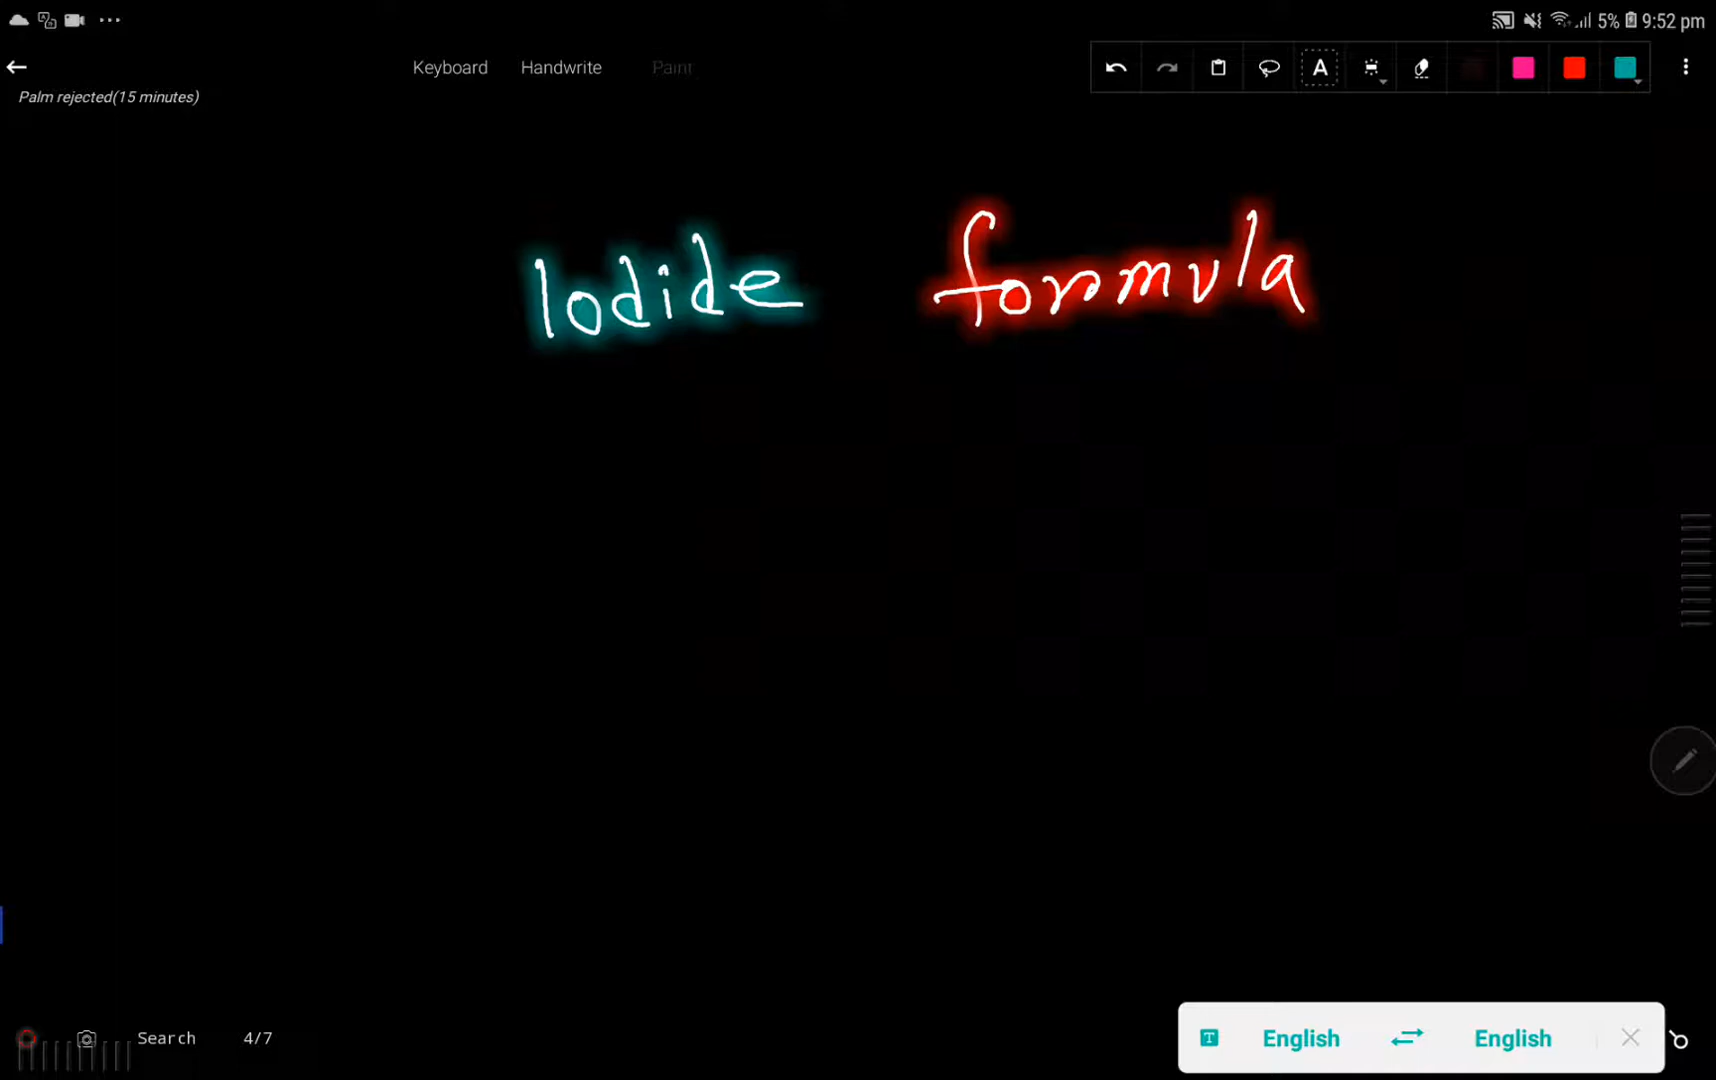 5% 9:52 pm
Keyboard Handwrite Paint A
Palm rejected(15 minutes)
Iodide formula
Search 4/7
T English English